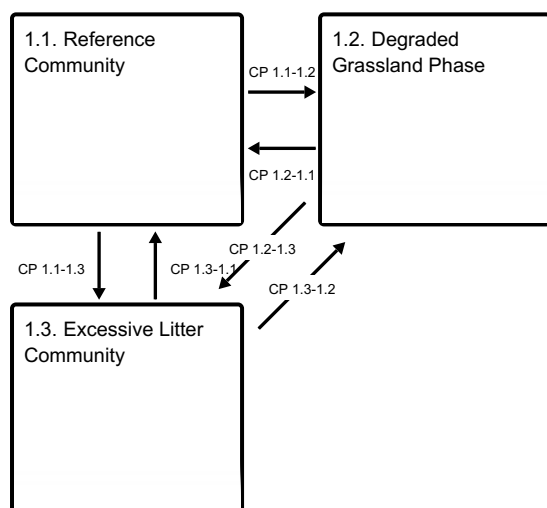 1.1. Reference
Community
1.2. Degraded
Grassland Phase
CP 1.1-1.2
CP 1.2-1.1
CP 1.2-1.3
CP 1.1-1.3
CP 1.3-1.1
CP 1.3-1.2
1.3. Excessive Litter
Community